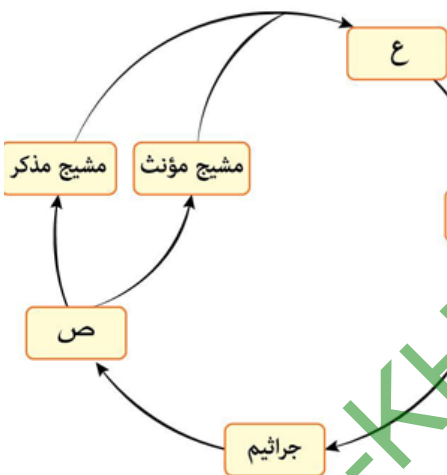 ع
مشيج مؤنث
مشيج مذكر
ص
جراثيم